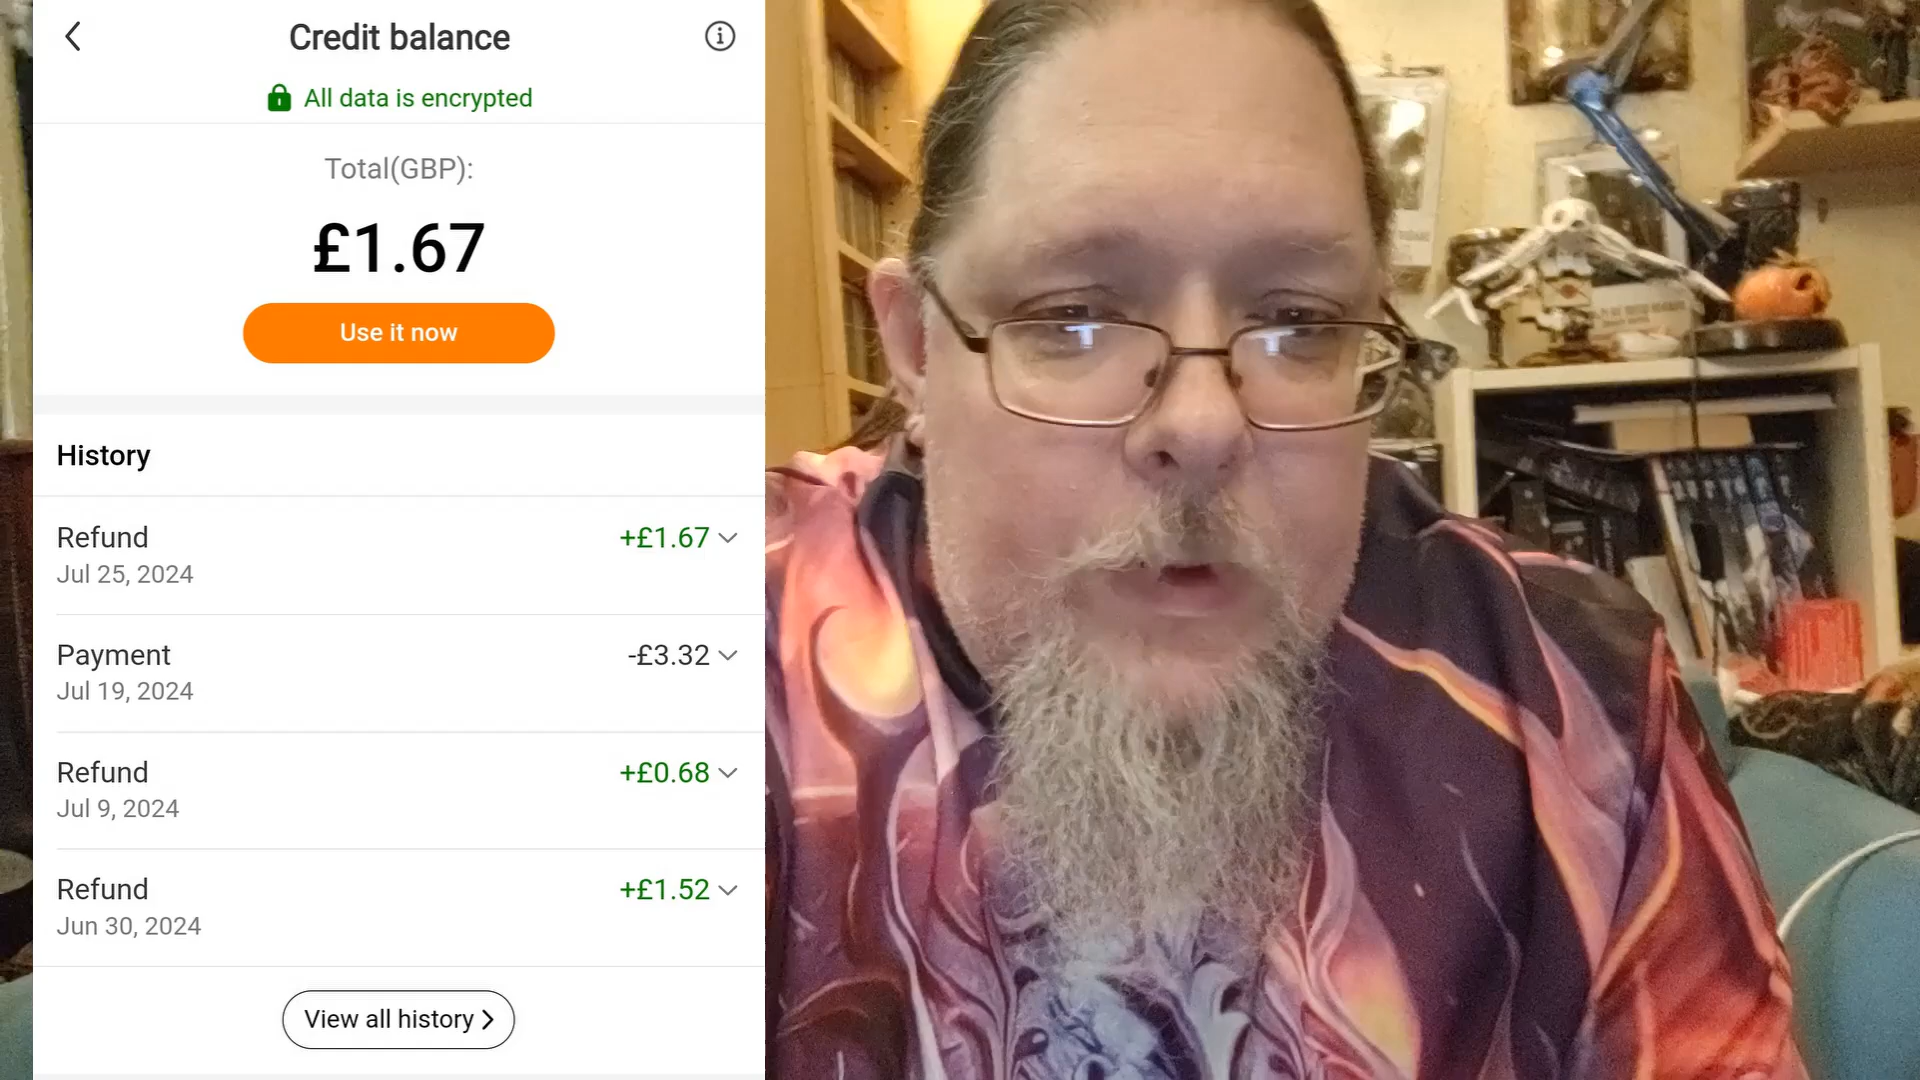 Credit balance
All data is encrypted
Total(GBP):
£1.67
Use it now
History
Refund +£1.67
Jul 25, 2024
Payment -£3.32
Jul 19, 2024
Refund +£0.68
Jul 9, 2024
Refund +£1.52
Jun 30, 2024
View all history